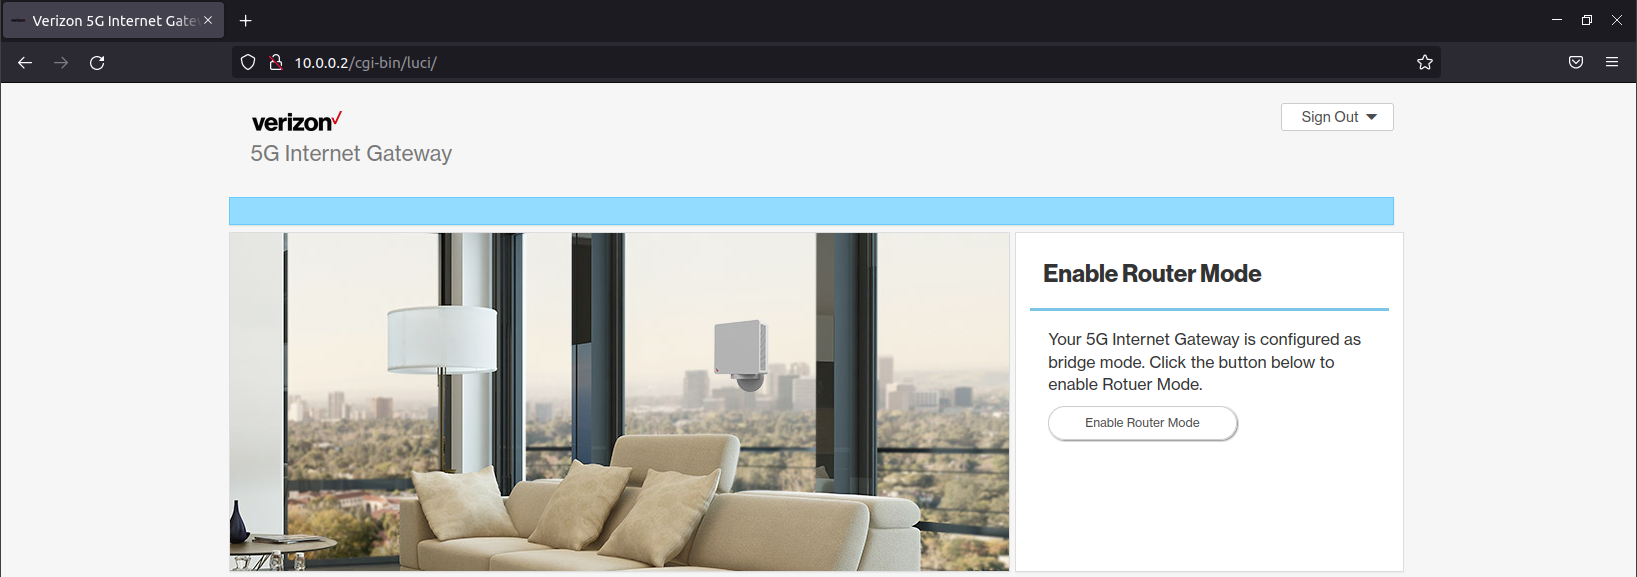 Verizon 5G Internet Gate
10.0.0.2/cgi-bin/luci/
verizon
Sign Out
5G Internet Gateway
Enable Router Mode
Your 5G Internet Gateway is configured as
bridge mode. Click the button below to
enable Rotuer Mode.
Enable Router Mode